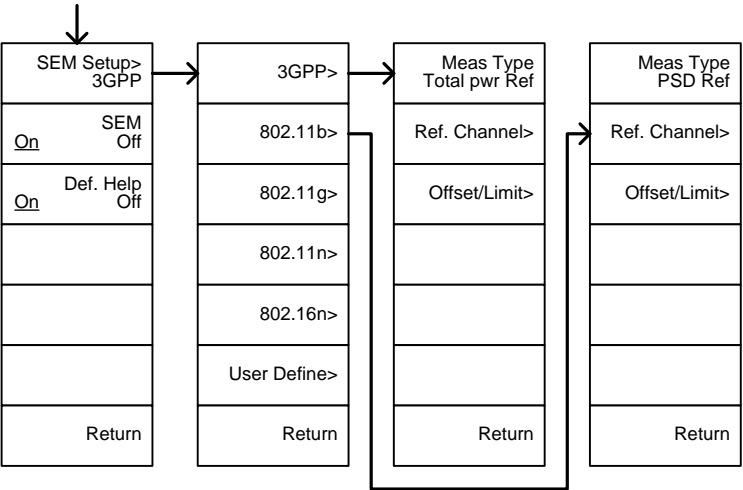 SEM Setup>
3GPP
SEM
On Off
Def. Help
On Off
Return
3GPP>
802.11b>
802.11g>
802.11n>
802.16n>
User Define>
Return
Meas Type
Total pwr Ref
Ref. Channel>
Offset/Limit>
Return
Meas Type
PSD Ref
Ref. Channel>
Offset/Limit>
Return